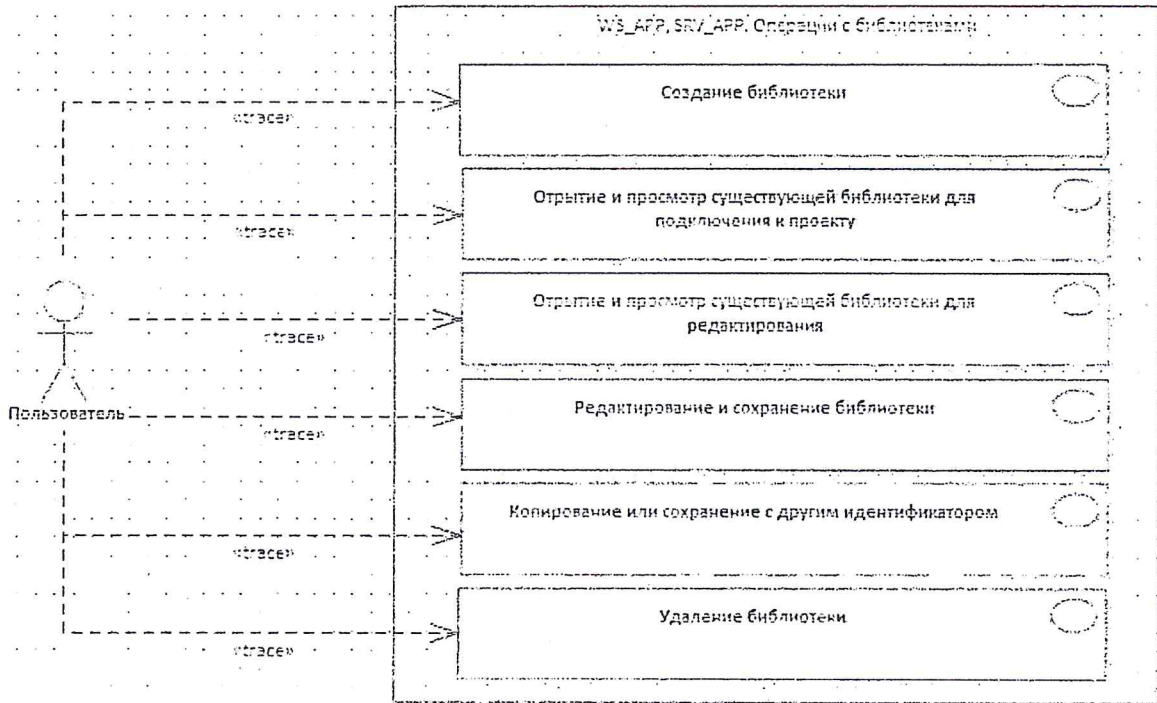 WS_APP, SRV_APP. Операции с библиотеками
Создание библиотеки
«trace»
Отрытие и просмотр существующей библиотеки для
подключения к проекту
«trace»
Отрытие и просмотр существующей библиотеки для
редактирования
«trace»
Пользователь
Редактирование и сохранение библиотеки
«trace»
Копирование или сохранение с другим идентификатором
«trace»
Удаление библиотеки
«trace»